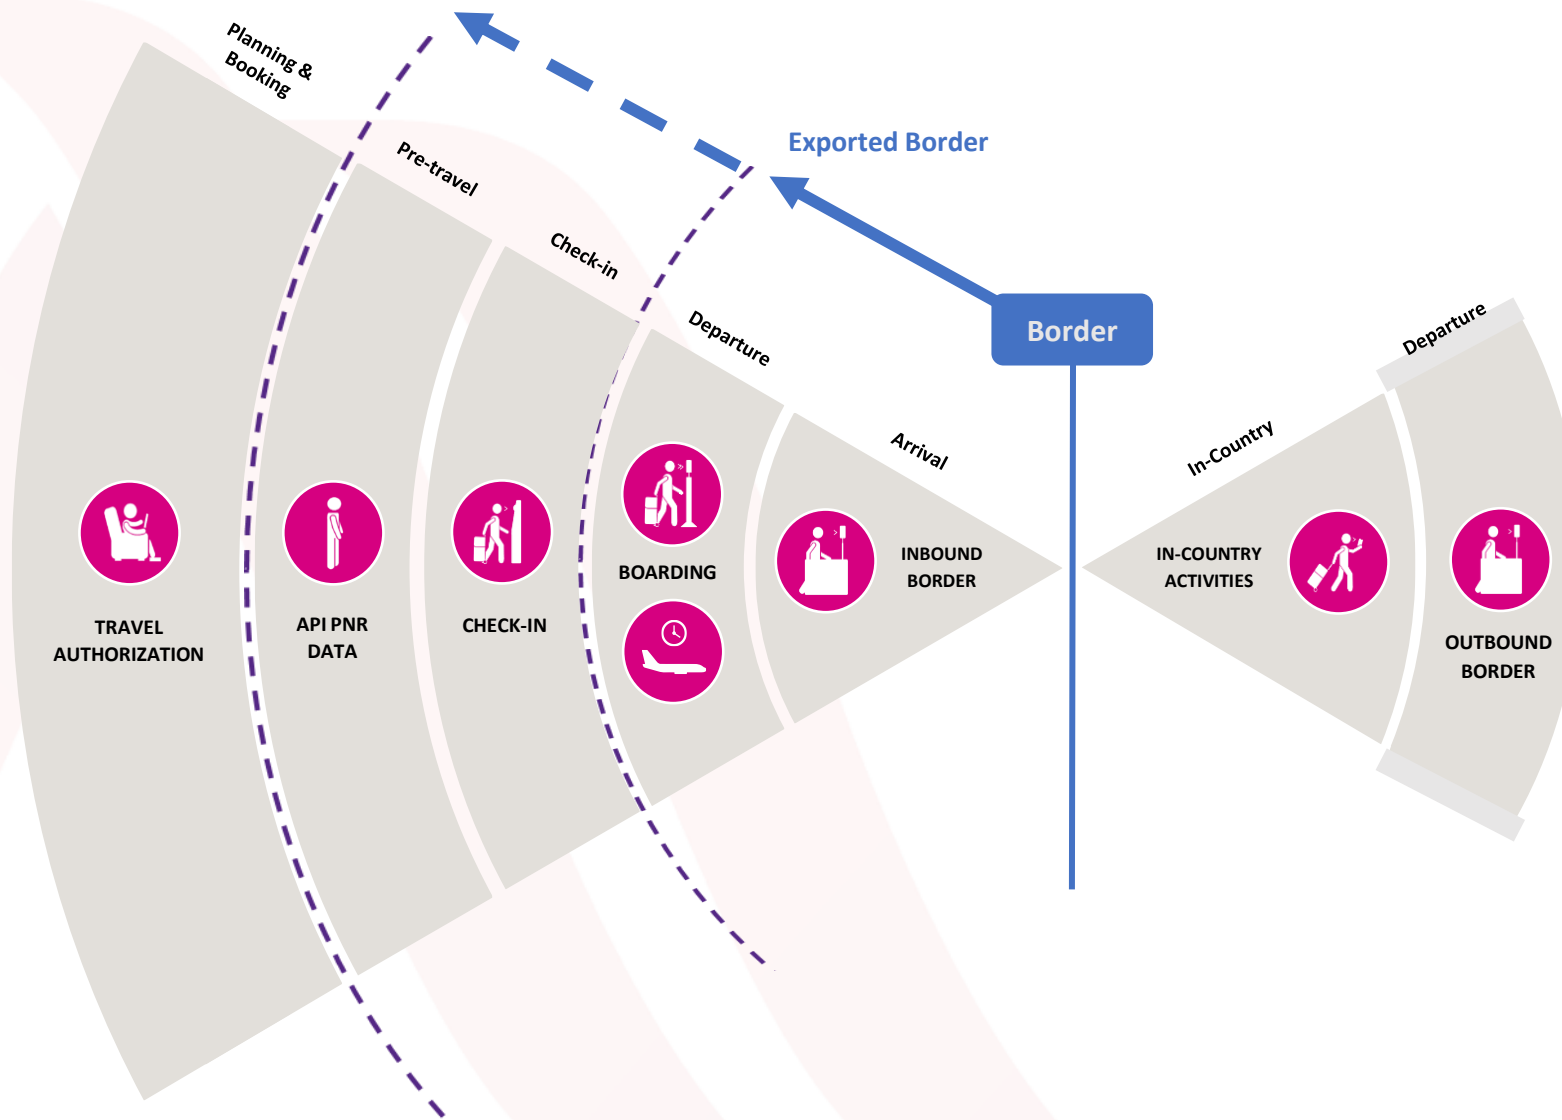 Planning &
Booking
Pre-travel
Check-in
Departure
Arrival
Exported Border
Border
In-Country
Departure
TRAVEL
AUTHORIZATION
API PNR
DATA
CHECK-IN
BOARDING
INBOUND
BORDER
IN-COUNTRY
ACTIVITIES
OUTBOUND
BORDER